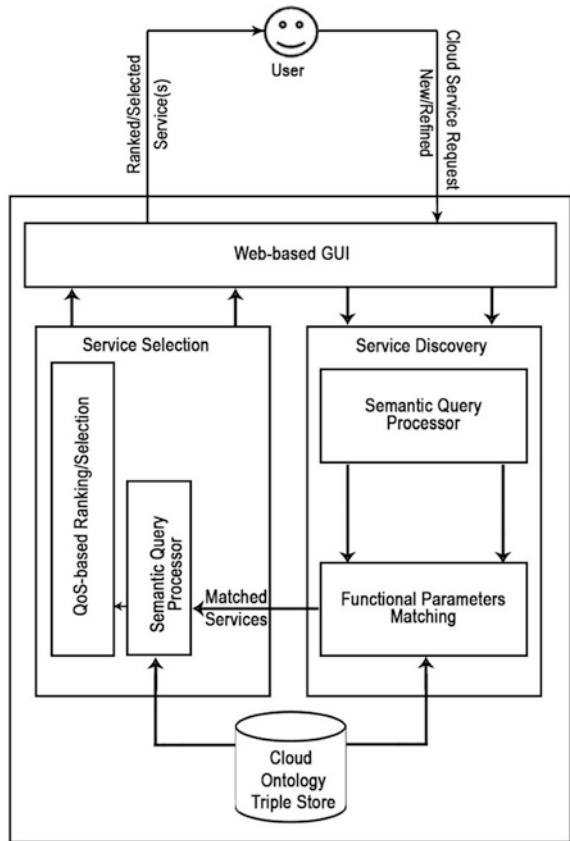 User
Ranked/Selected
Service(s)
Cloud Service Request
New/Refined
Web-based GUI
Service Selection
QoS-based Ranking/Selection
Semantic Query
Processor
Service Discovery
Semantic Query
Processor
Functional Parameters
Matching
Matched
Services
Cloud
Ontology
Triple Store